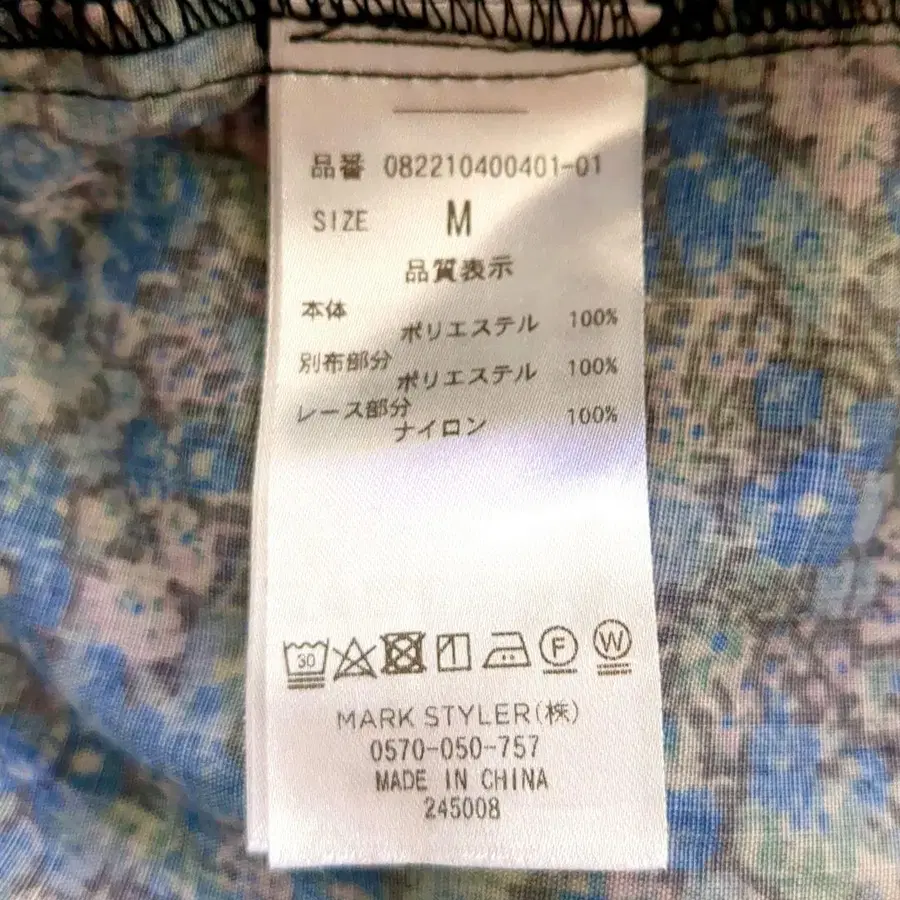 品番 082210400401-01
SIZE M
品質表示
本体 ポリエステル 100%
別布部分 ポリエステル 100%
レース部分 ナイロン 100%
30 F W
MARK STYLER(株)
0570-050-757
MADE IN CHINA
245008